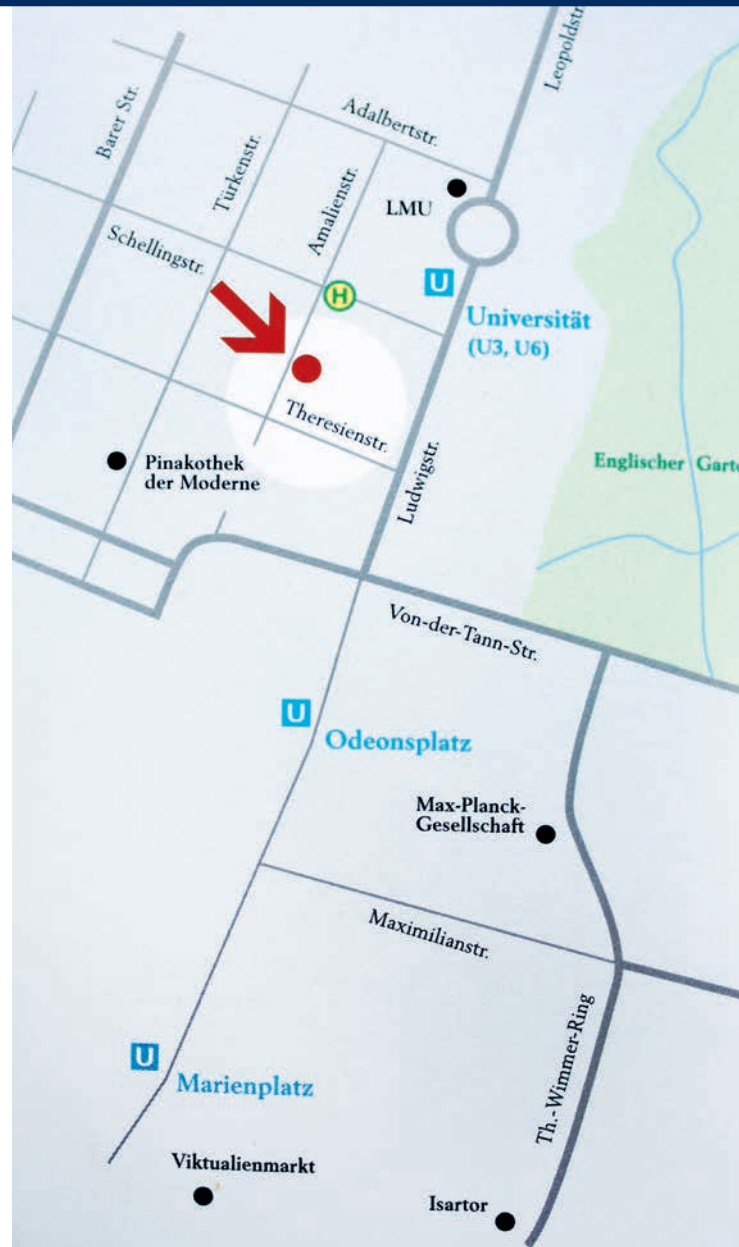 Leopoldstr.
Adalbertstr.
Barer Str.
Türkenstr.
Amalienstr.
LMU
Schellingstr.
H
U
Universität
(U3, U6)
Theresienstr.
Ludwigstr.
Pinakothek
der Moderne
Englischer Garte
Von-der-Tann-Str.
U
Odeonsplatz
Max-Planck-
Gesellschaft
Maximilianstr.
Th.-Wimmer-Ring
U
Marienplatz
Viktualienmarkt
Isartor